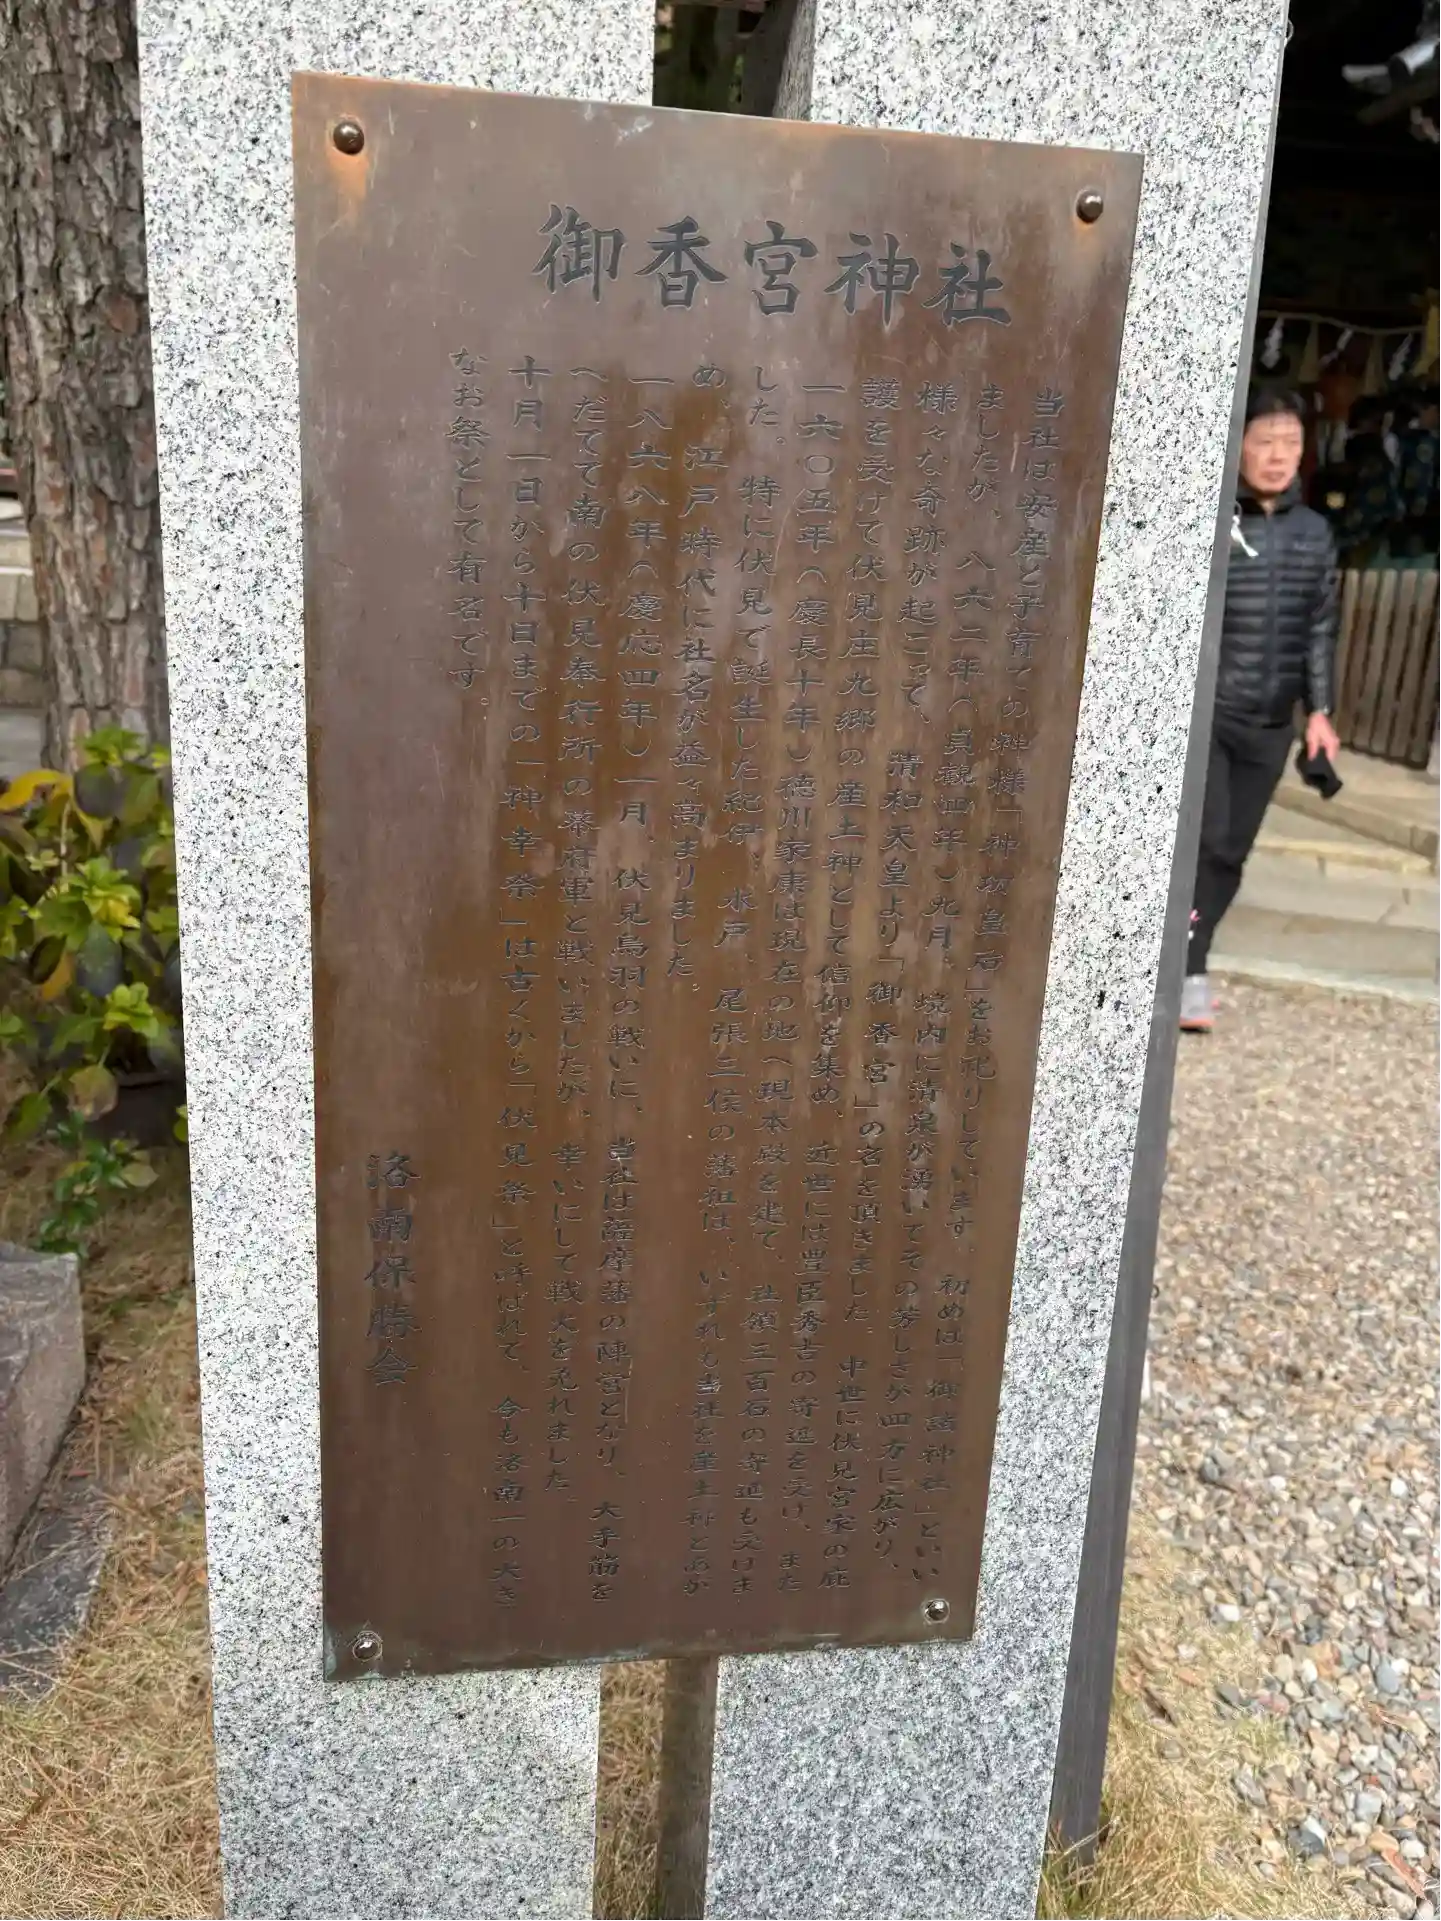 御香宮神社
当社は安産と子育ての神様「神功皇后」をお祀りしています。初めは「御諸神社」といい
ましたが、八六二年(貞観四年)九月、境内に清泉が湧いてその芳しさが四方に広がり、
様々な奇跡が起こって、清和天皇より「御香宮」の名を頂きました。中世に伏見宮家の庇
護を受けて伏見庄九郷の産土神として信仰を集め、近世には豊臣秀吉の寄進を受け、また
一六〇五年(慶長十年)徳川家康は現在の地へ現本殿を建て、社領三百石の寄進も受けま
した。特に伏見で誕生した紀伊、水戸、尾張三侯の藩祖は、いずれも当社を産土神とあが
め、江戸時代に社名が益々高まりました。
一八六八年(慶応四年)一月、伏見鳥羽の戦いに、当社は薩摩藩の陣営となり、大手筋を
へだてて南の伏見奉行所の幕府軍と戦いましたが、幸いにして戦火を免れました。
十月一日から十日までの「神幸祭」は古くから「伏見祭」と呼ばれて、今も洛南一の大き
なお祭として有名です。
洛南保勝会